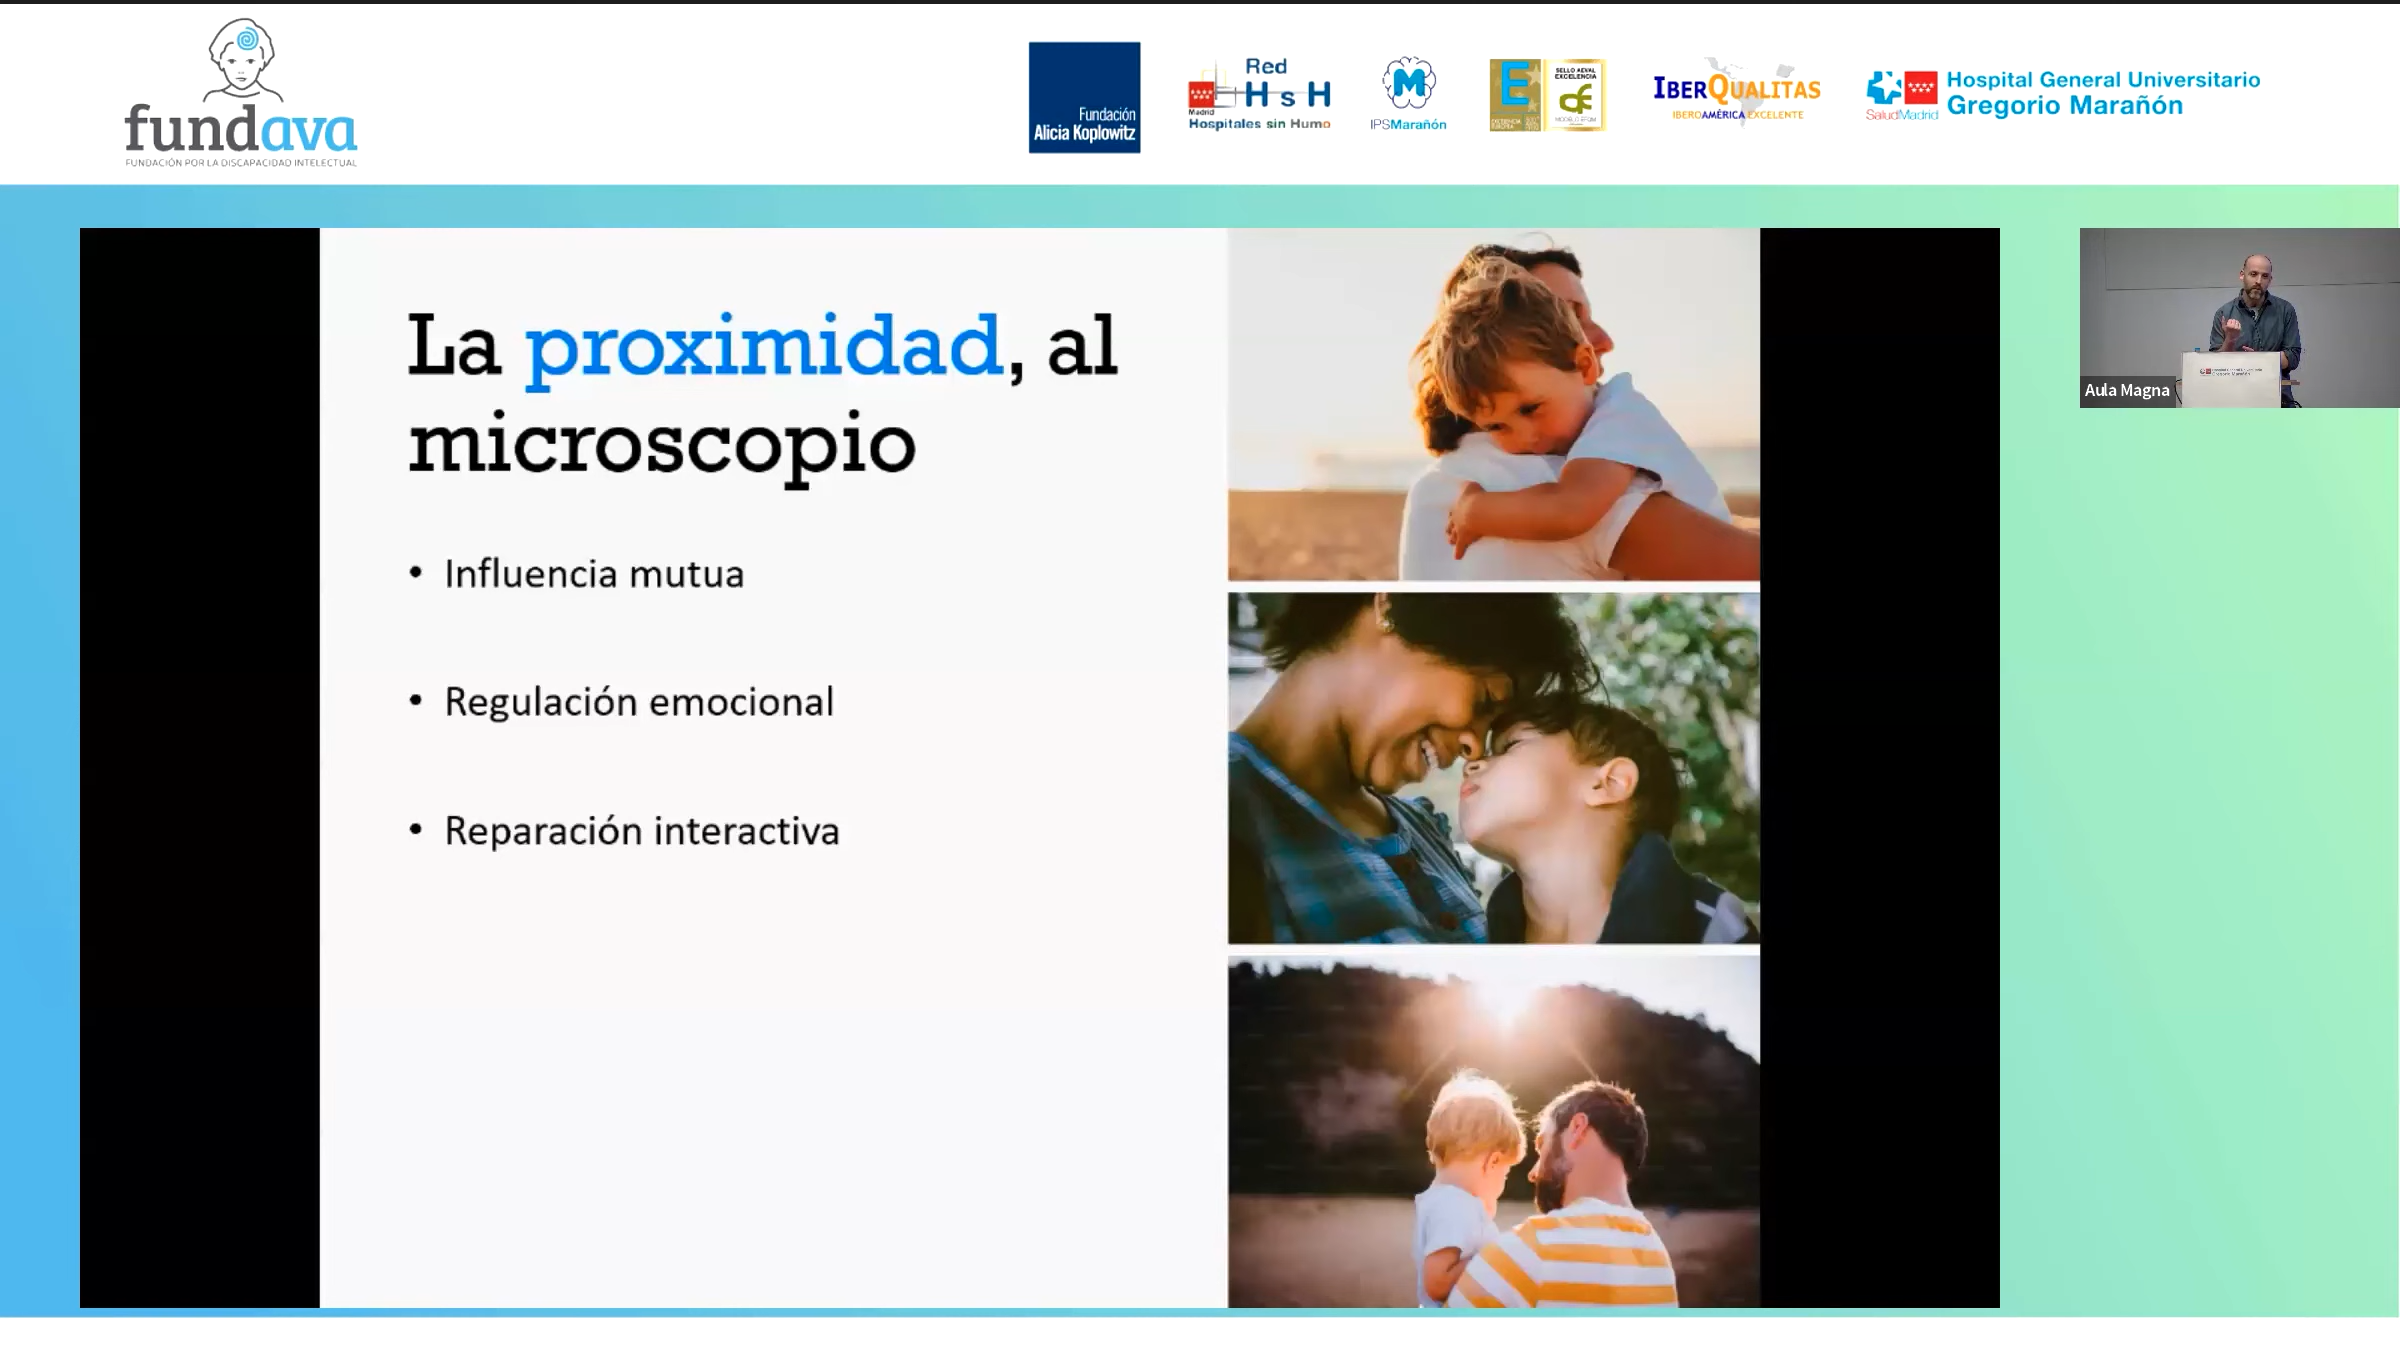 fundava
FUNDACIÓN POR LA DISCAPACIDAD INTELECTUAL
Fundación
Alicia Koplowitz
Red
HsH
Madrid
Hospitales sin Humo
M
IPSMarañón
E
SELLO AEVAL
EXCELENCIA
IBERQUALITAS
IBEROAMÉRICA EXCELENTE
SaludMadrid
Hospital General Universitario
Gregorio Marañón
La proximidad, al
microscopio
• Influencia mutua
• Regulación emocional
• Reparación interactiva
Aula Magna